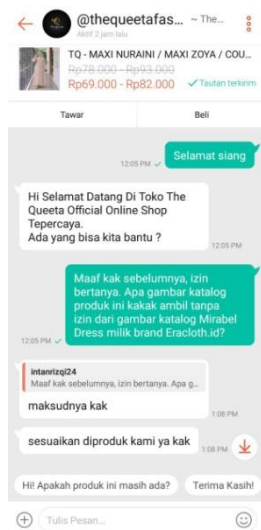 @thequeetafas... ~ The...
Aktif 2 jam lalu
TQ - MAXI NURAINI / MAXI ZOYA / COU...
Rp78.000 - Rp93.000
Rp69.000 - Rp82.000 ✓Tautan terkirim
Tawar Beli
Selamat siang
12:05 PM ✓
Hi Selamat Datang Di Toko The
Queeta Official Online Shop
Tepercaya.
Ada yang bisa kita bantu ?
12:05 PM
Maaf kak sebelumnya, izin
bertanya. Apa gambar katalog
produk ini kakak ambil tanpa
izin dari gambar katalog Mirabel
Dress milik brand Eracloth.id?
12:05 PM ✓
intanrizqi24
Maaf kak sebelumnya, izin bertanya. Apa g...
maksudnya kak
1:08 PM
sesuaikan diproduk kami ya kak
1:08 PM
Hi! Apakah produk ini masih ada? Terima Kasih!
Tulis Pesan...